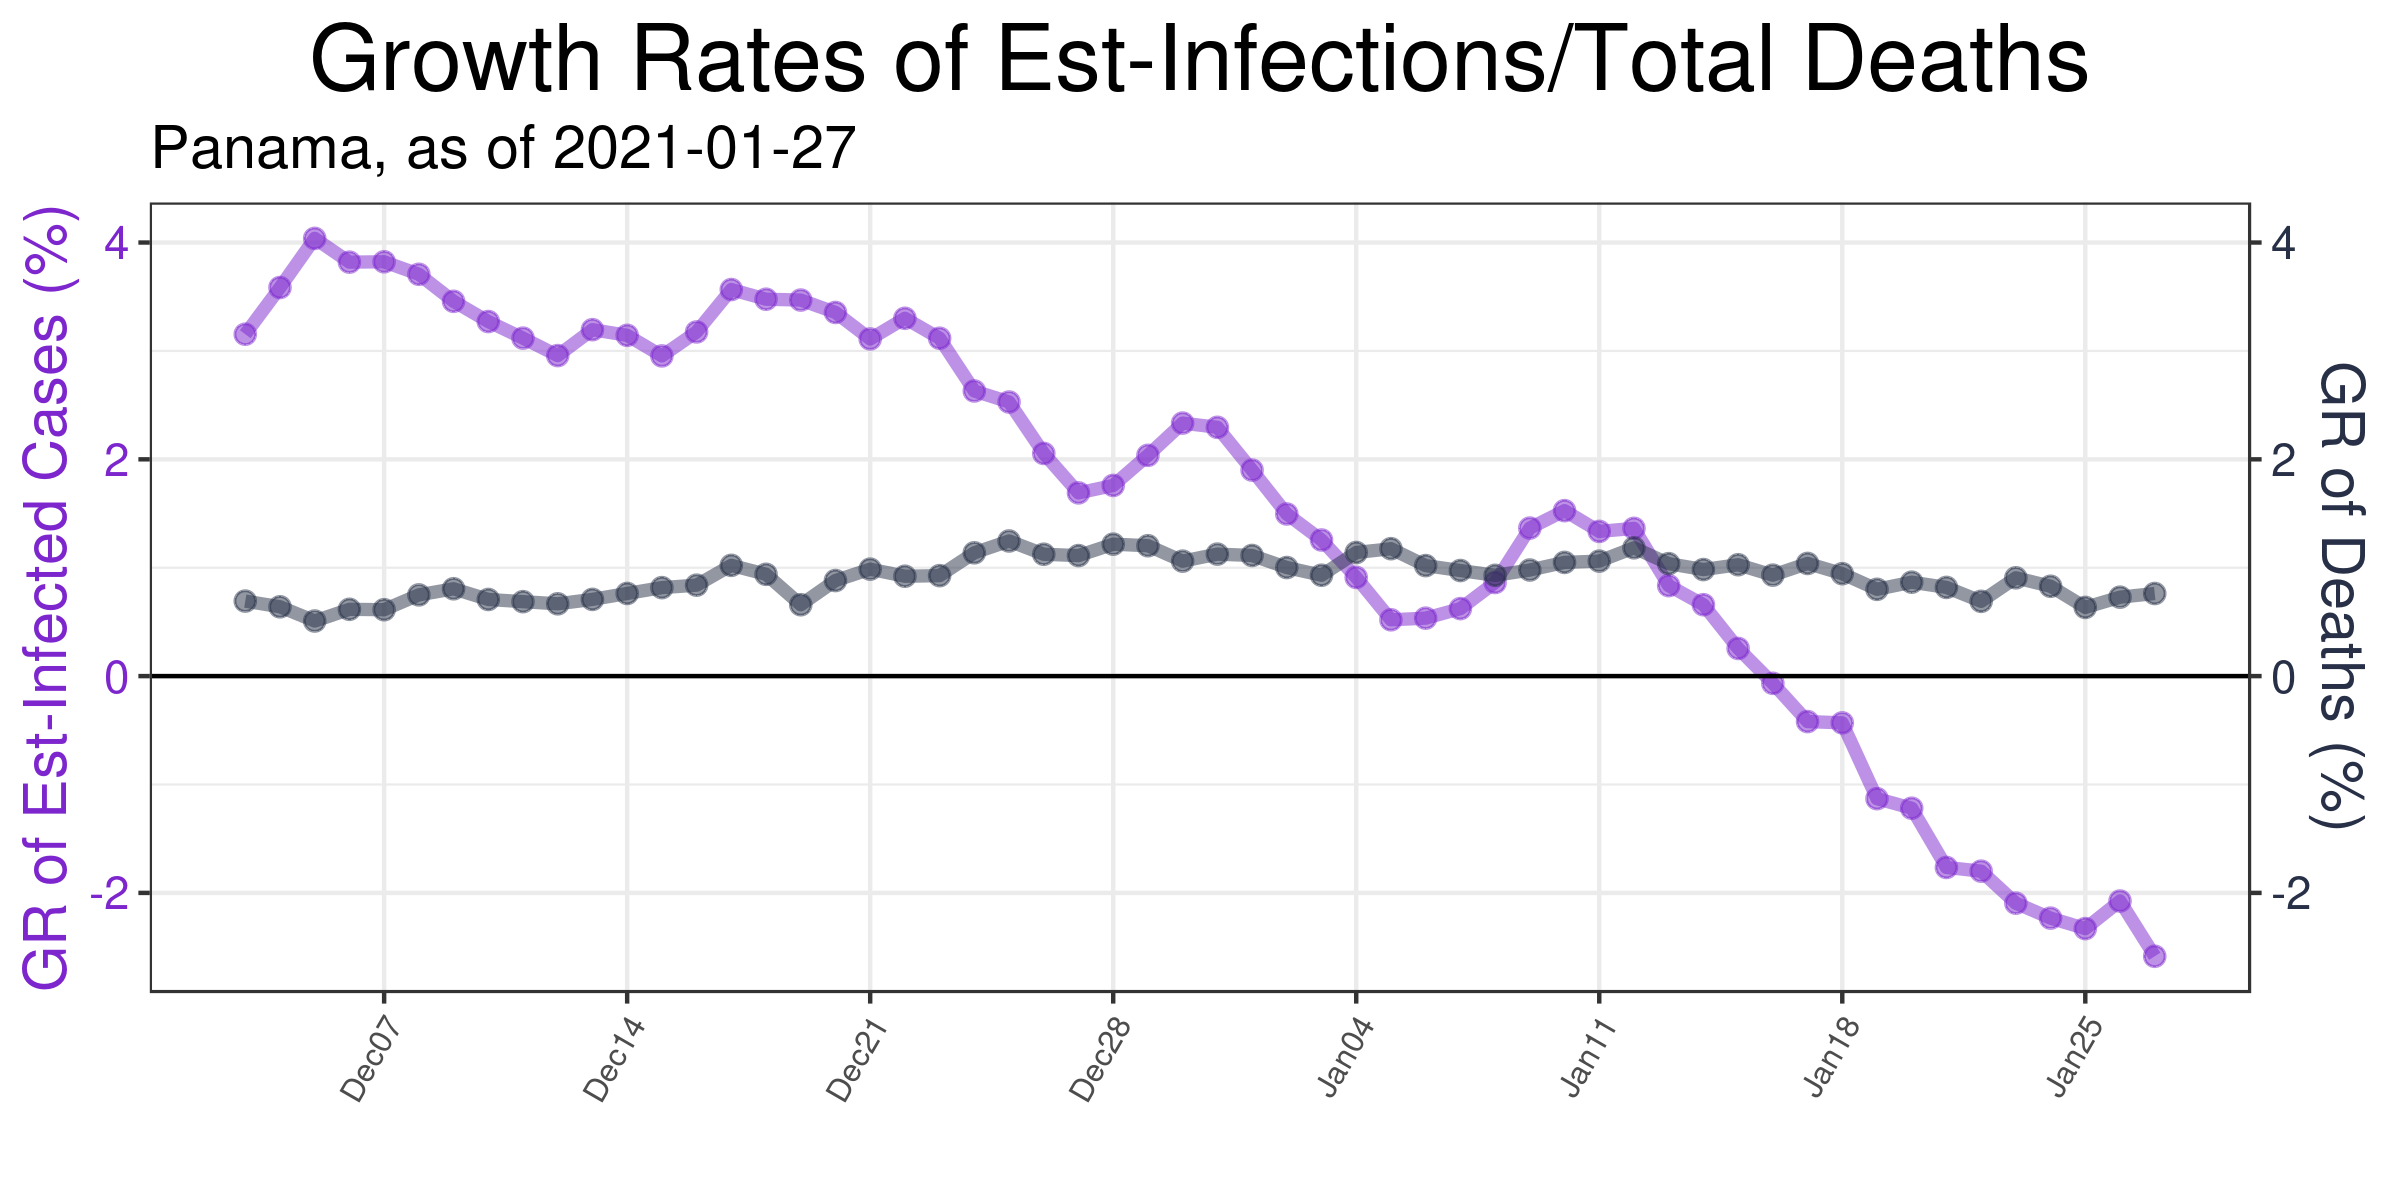 Growth Rates of Est-Infections/Total Deaths
Panama, as of 2021-01-27
GR of Est-Infected Cases (%)
4
2
0
-2
4
2
0
-2
GR of Deaths (%)
Dec07
Dec14
Dec21
Dec28
Jan04
Jan11
Jan18
Jan25